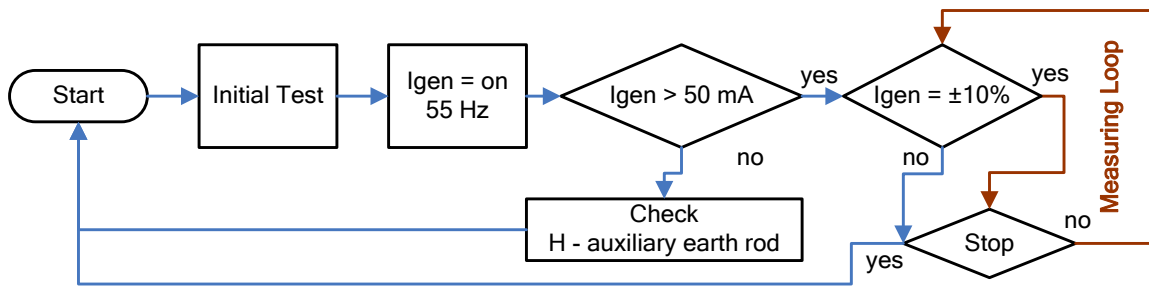 Start
Initial Test
Igen = on
55 Hz
Igen > 50 mA
yes
Igen = ±10%
yes
no
no
Check
H - auxiliary earth rod
Stop
yes
no
Measuring Loop